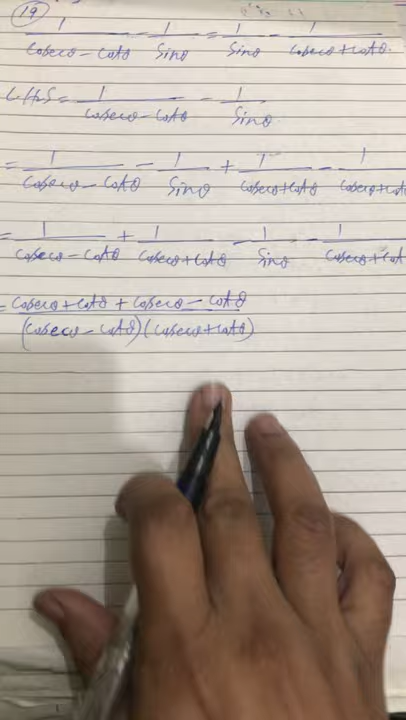 19
1/(cosecθ - cotθ) - 1/sinθ = 1/sinθ - 1/(cosecθ + cotθ)
LHS = 1/(cosecθ - cotθ) - 1/sinθ
= 1/(cosecθ - cotθ) - 1/sinθ + 1/(cosecθ + cotθ) - 1/(cosecθ + cotθ
= 1/(cosecθ - cotθ) + 1/(cosecθ + cotθ) - 1/sinθ - 1/(cosecθ + cot
= (cosecθ + cotθ + cosecθ - cotθ)/((cosecθ - cotθ)(cosecθ + cotθ))